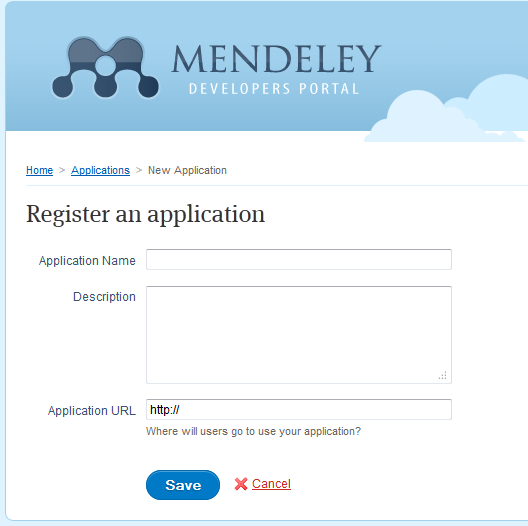 MENDELEY
DEVELOPERS PORTAL
Home > Applications > New Application
Register an application
Application Name
Description
Application URL http://
Where will users go to use your application?
Save Cancel